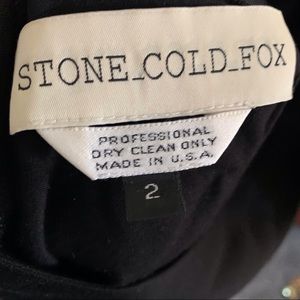 STONE_COLD_FOX
PROFESSIONAL
DRY CLEAN ONLY
MADE IN U.S.A.
2